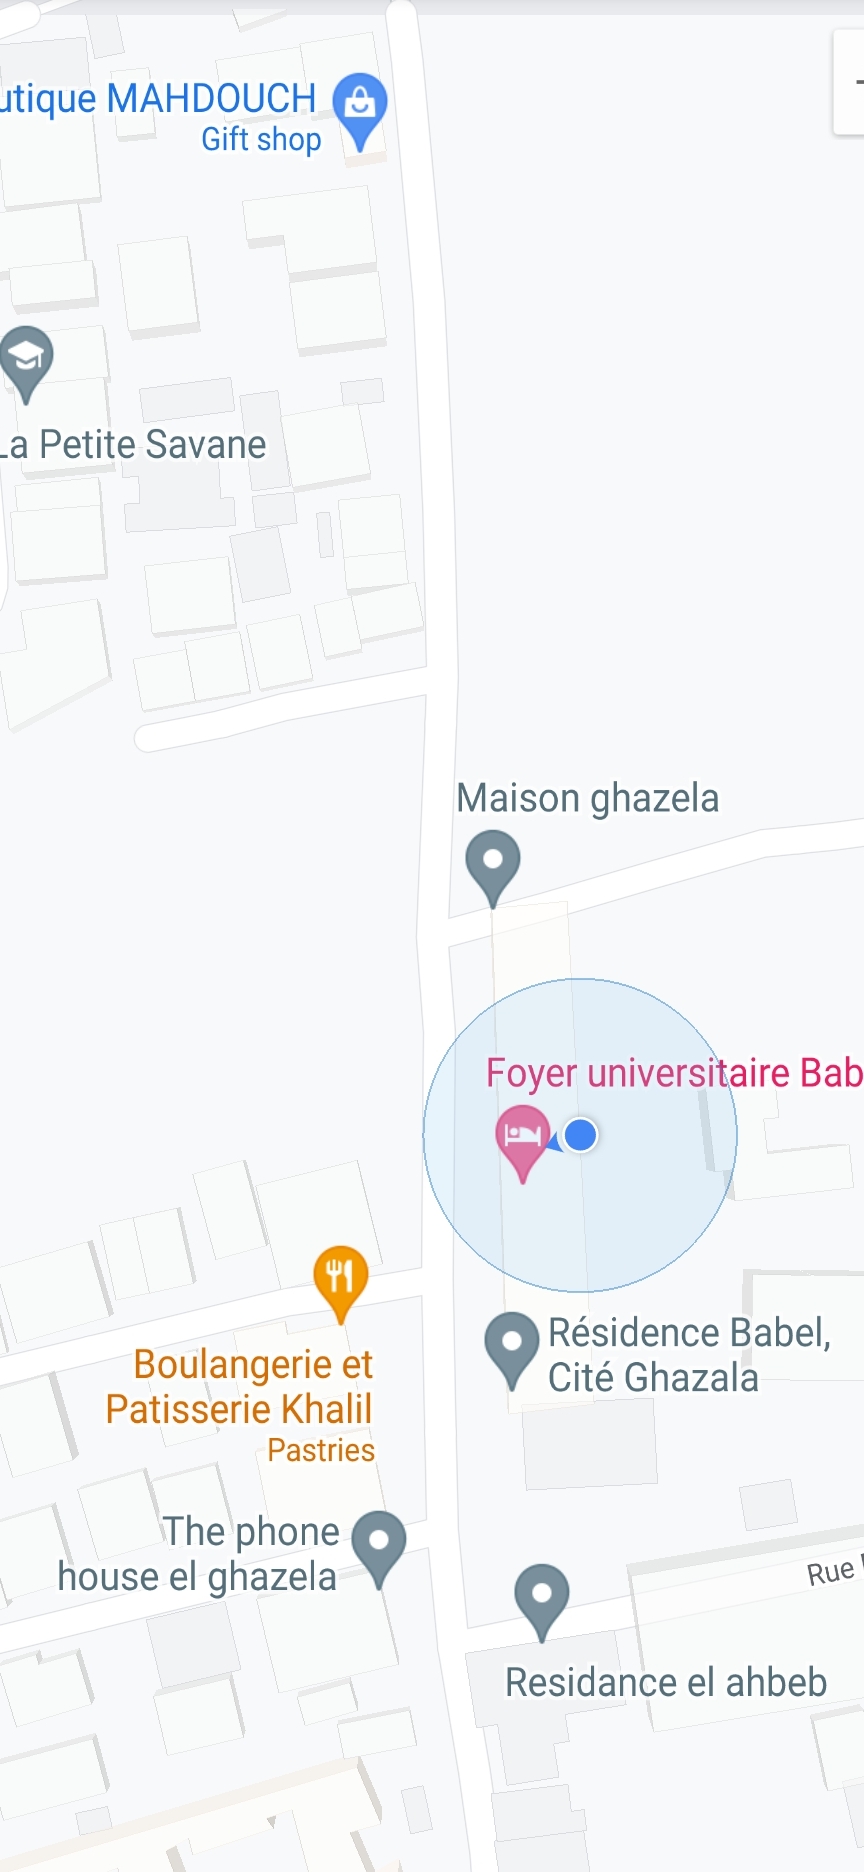 utique MAHDOUCH
Gift shop
La Petite Savane
Maison ghazela
Foyer universitaire Bab
Résidence Babel,
Cité Ghazala
Boulangerie et
Patisserie Khalil
Pastries
The phone
house el ghazela
Rue
Residance el ahbeb